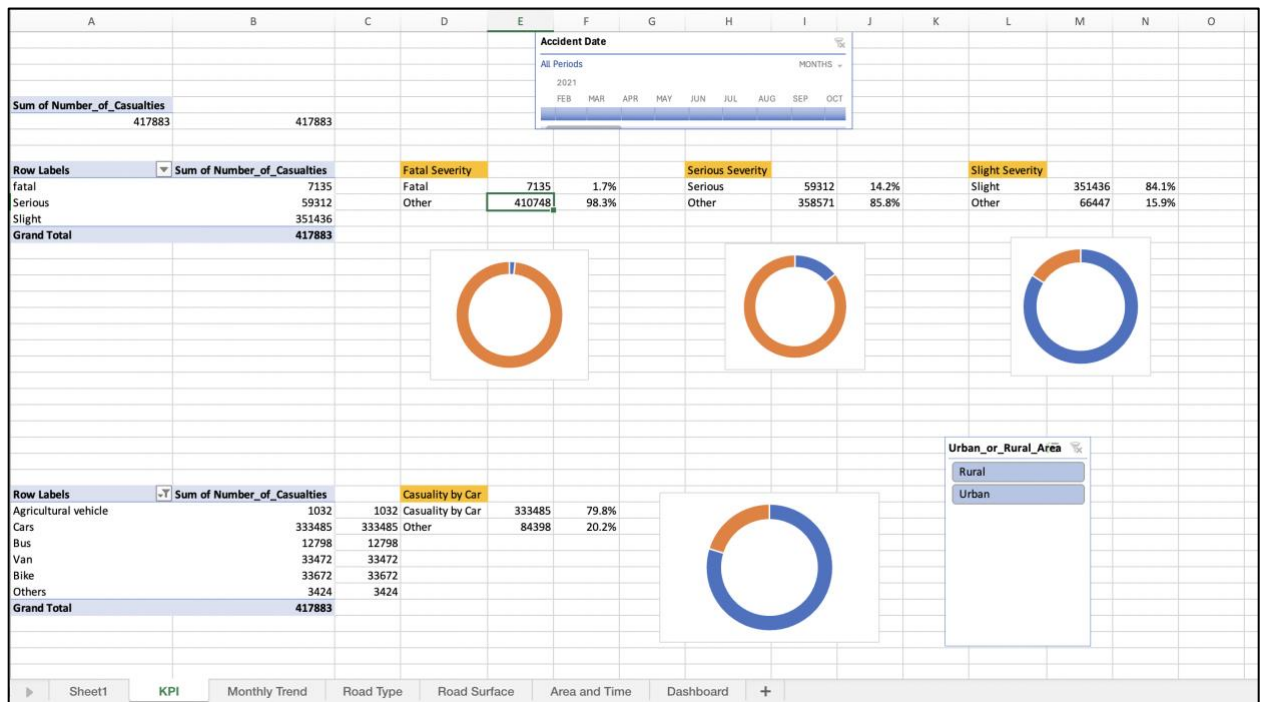 A B C D E F G H I J K L M N O
Accident Date
All Periods MONTHS
2021
FEB MAR APR MAY JUN JUL AUG SEP OCT
Sum of Number_of_Casualties
417883 417883
Row Labels Sum of Number_of_Casualties Fatal Severity Serious Severity Slight Severity
fatal 7135 Fatal 7135 1.7% Serious 59312 14.2% Slight 351436 84.1%
Serious 59312 Other 410748 98.3% Other 358571 85.8% Other 66447 15.9%
Slight 351436
Grand Total 417883
Urban_or_Rural_Area
Rural
Urban
Row Labels Sum of Number_of_Casualties Casuality by Car
Agricultural vehicle 1032 1032 Casuality by Car 333485 79.8%
Cars 333485 333485 Other 84398 20.2%
Bus 12798 12798
Van 33472 33472
Bike 33672 33672
Others 3424 3424
Grand Total 417883
Sheet1 KPI Monthly Trend Road Type Road Surface Area and Time Dashboard +